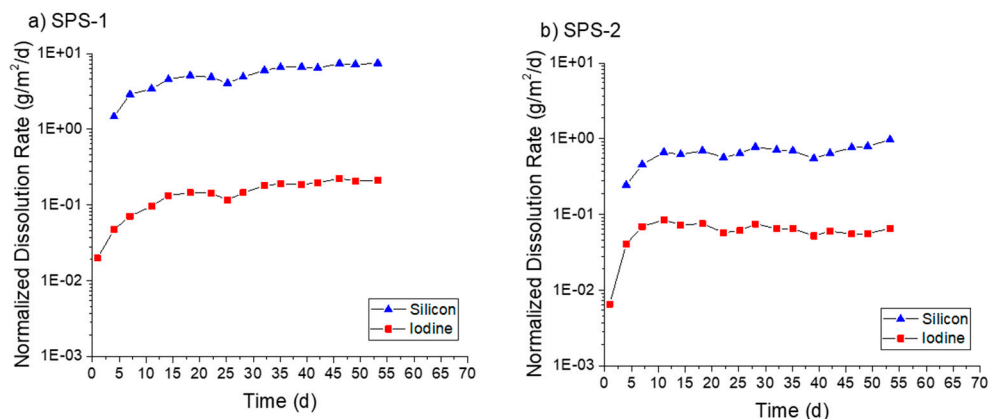 a) SPS-1
Normalized Dissolution Rate (g/m²/d)
1E+01
1E+00
1E-01
1E-02
1E-03
Silicon
Iodine
0 5 10 15 20 25 30 35 40 45 50 55 60 65 70
Time (d)
b) SPS-2
Normalized Dissolution Rate (g/m²/d)
1E+01
1E+00
1E-01
1E-02
1E-03
Silicon
Iodine
0 5 10 15 20 25 30 35 40 45 50 55 60 65 70
Time (d)